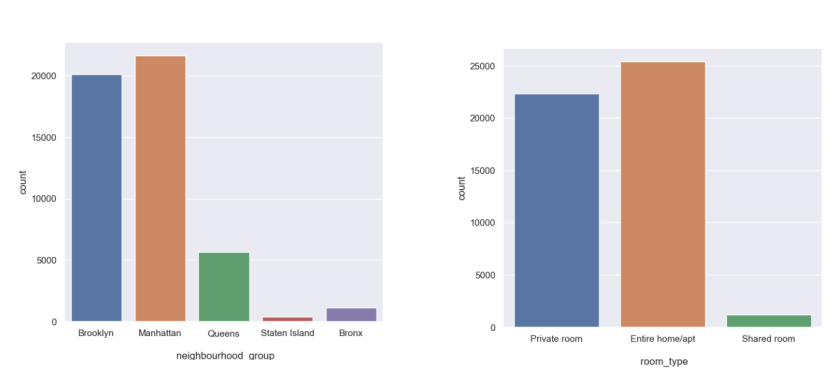 20000
15000
10000
5000
0
count
Brooklyn Manhattan Queens Staten Island Bronx
neighbourhood_group
25000
20000
15000
10000
5000
0
count
Private room Entire home/apt Shared room
room_type